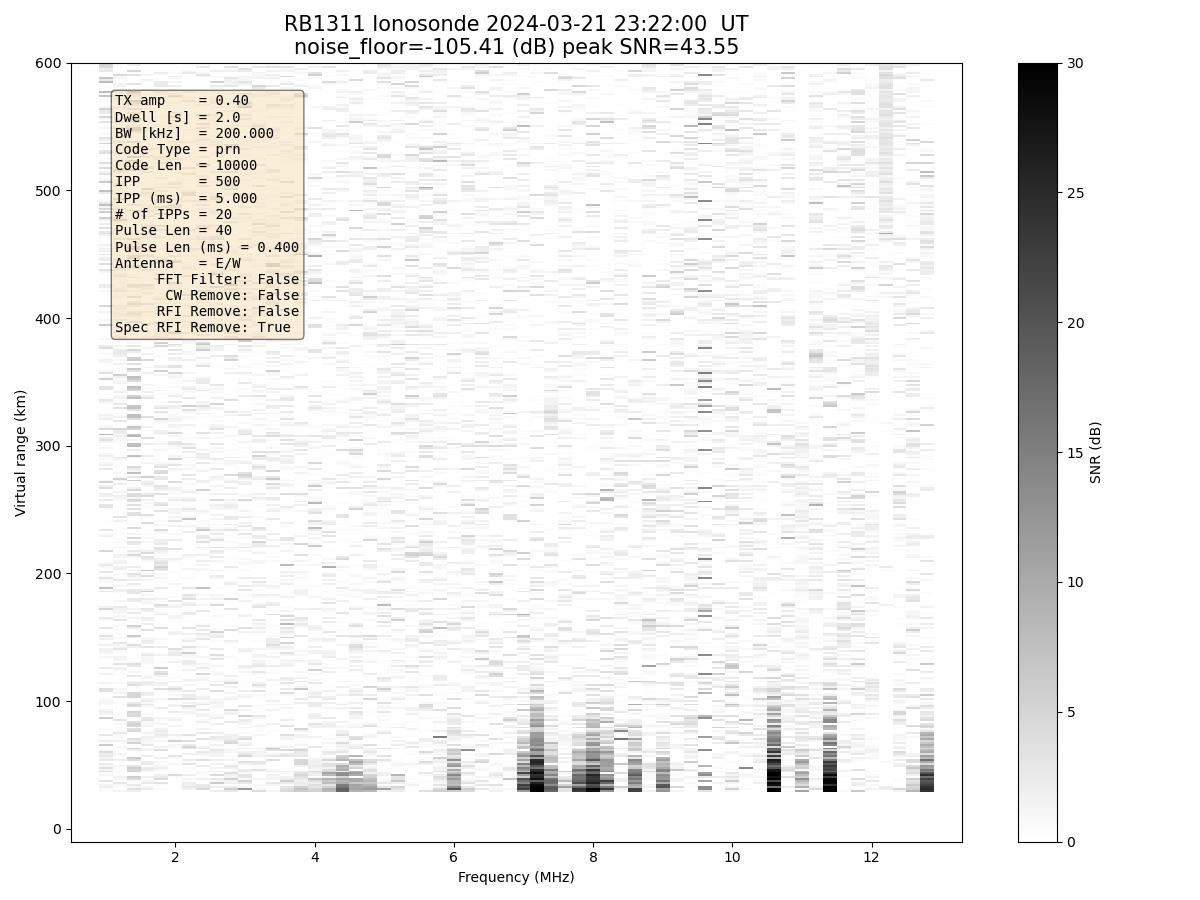 RB1311 Ionosonde 2024-03-21 23:22:00  UT
noise_floor=-105.41 (dB) peak SNR=43.55
TX amp    = 0.40
Dwell [s] = 2.0
BW [kHz]  = 200.000
Code Type = prn
Code Len  = 10000
IPP       = 500
IPP (ms)  = 5.000
# of IPPs = 20
Pulse Len = 40
Pulse Len (ms) = 0.400
Antenna   = E/W
FFT Filter: False
CW Remove: False
RFI Remove: False
Spec RFI Remove: True
600
500
400
300
200
100
0
Virtual range (km)
2
4
6
8
10
12
Frequency (MHz)
30
25
20
15
10
5
0
SNR (dB)